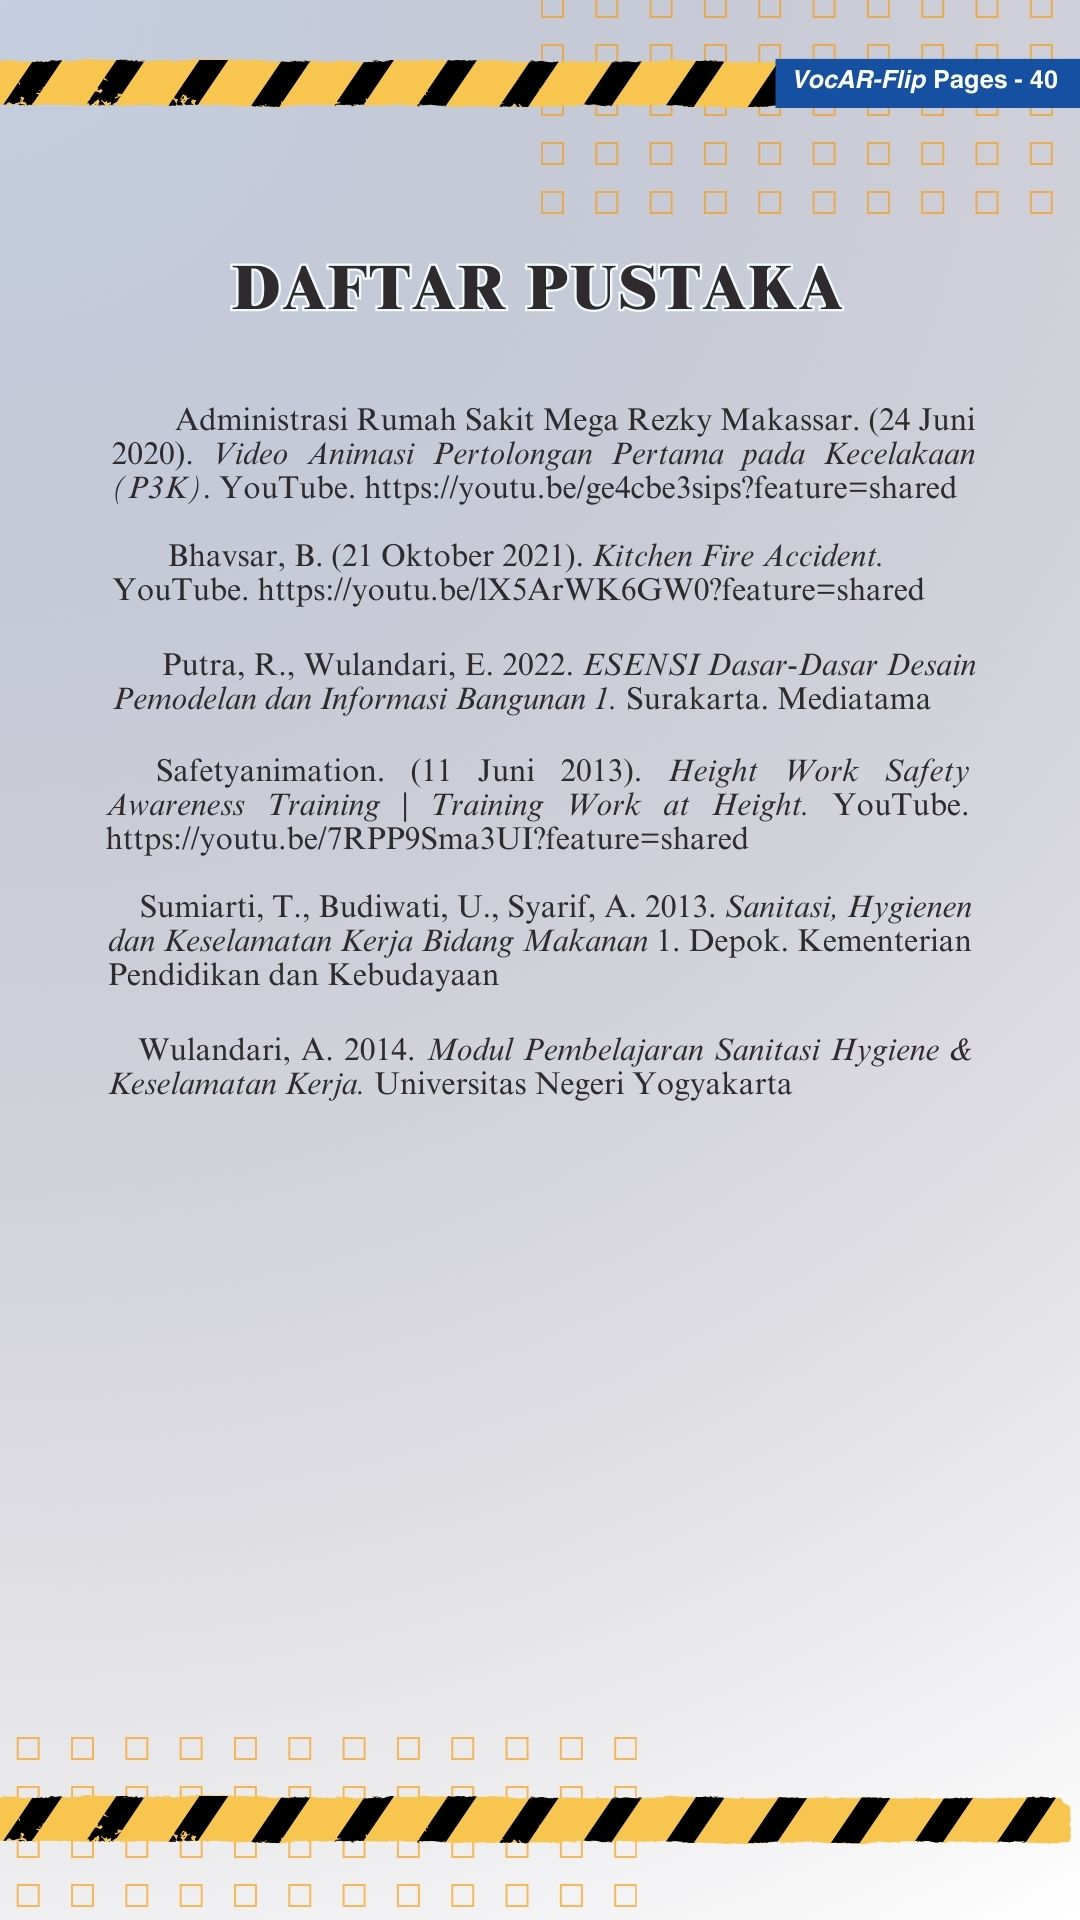 VocAR-Flip Pages - 40
DAFTAR PUSTAKA
Administrasi Rumah Sakit Mega Rezky Makassar. (24 Juni
2020). Video Animasi Pertolongan Pertama pada Kecelakaan
(P3K). YouTube. https://youtu.be/ge4cbe3sips?feature=shared
Bhavsar, B. (21 Oktober 2021). Kitchen Fire Accident.
YouTube. https://youtu.be/lX5ArWK6GW0?feature=shared
Putra, R., Wulandari, E. 2022. ESENSI Dasar-Dasar Desain
Pemodelan dan Informasi Bangunan 1. Surakarta. Mediatama
Safetyanimation. (11 Juni 2013). Height Work Safety
Awareness Training | Training Work at Height. YouTube.
https://youtu.be/7RPP9Sma3UI?feature=shared
Sumiarti, T., Budiwati, U., Syarif, A. 2013. Sanitasi, Hygienen
dan Keselamatan Kerja Bidang Makanan 1. Depok. Kementerian
Pendidikan dan Kebudayaan
Wulandari, A. 2014. Modul Pembelajaran Sanitasi Hygiene &
Keselamatan Kerja. Universitas Negeri Yogyakarta